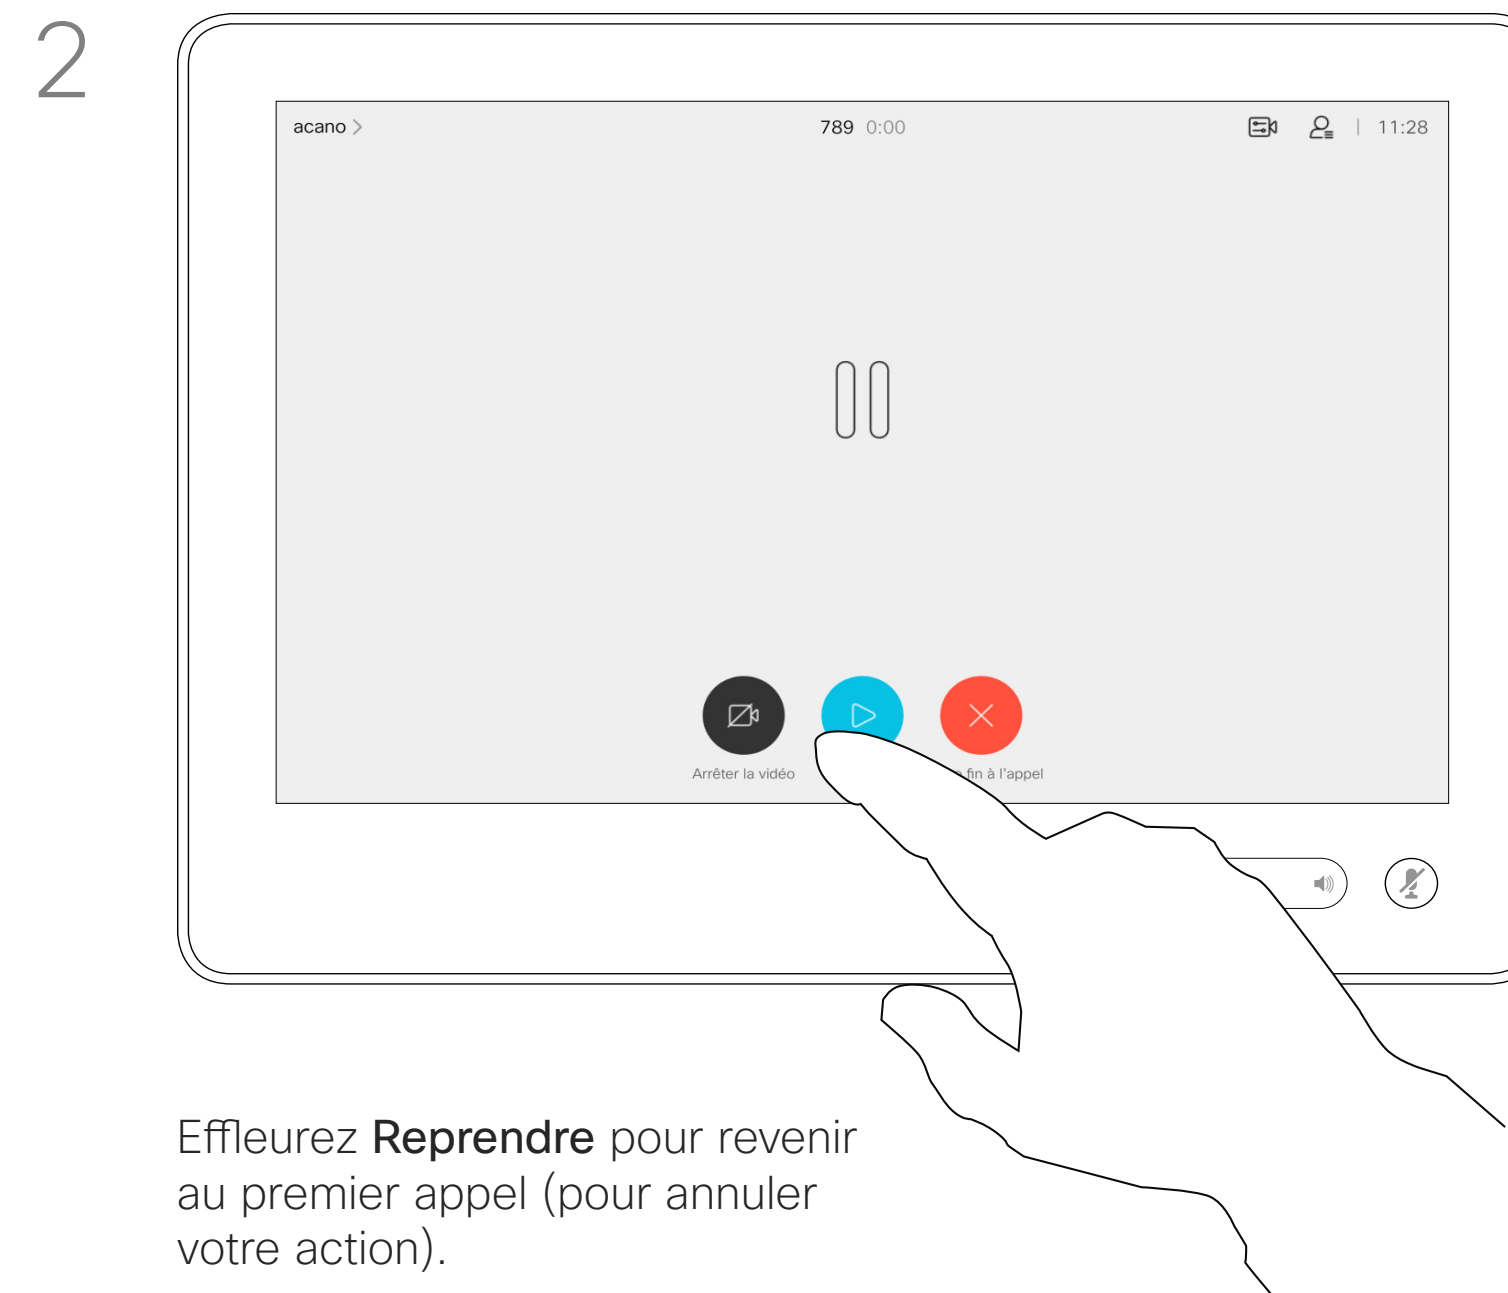 2
acano
789 0:00
11:28
Arrêter la vidéo
fin à l'appel
Effleurez Reprendre pour revenir
au premier appel (pour annuler
votre action).